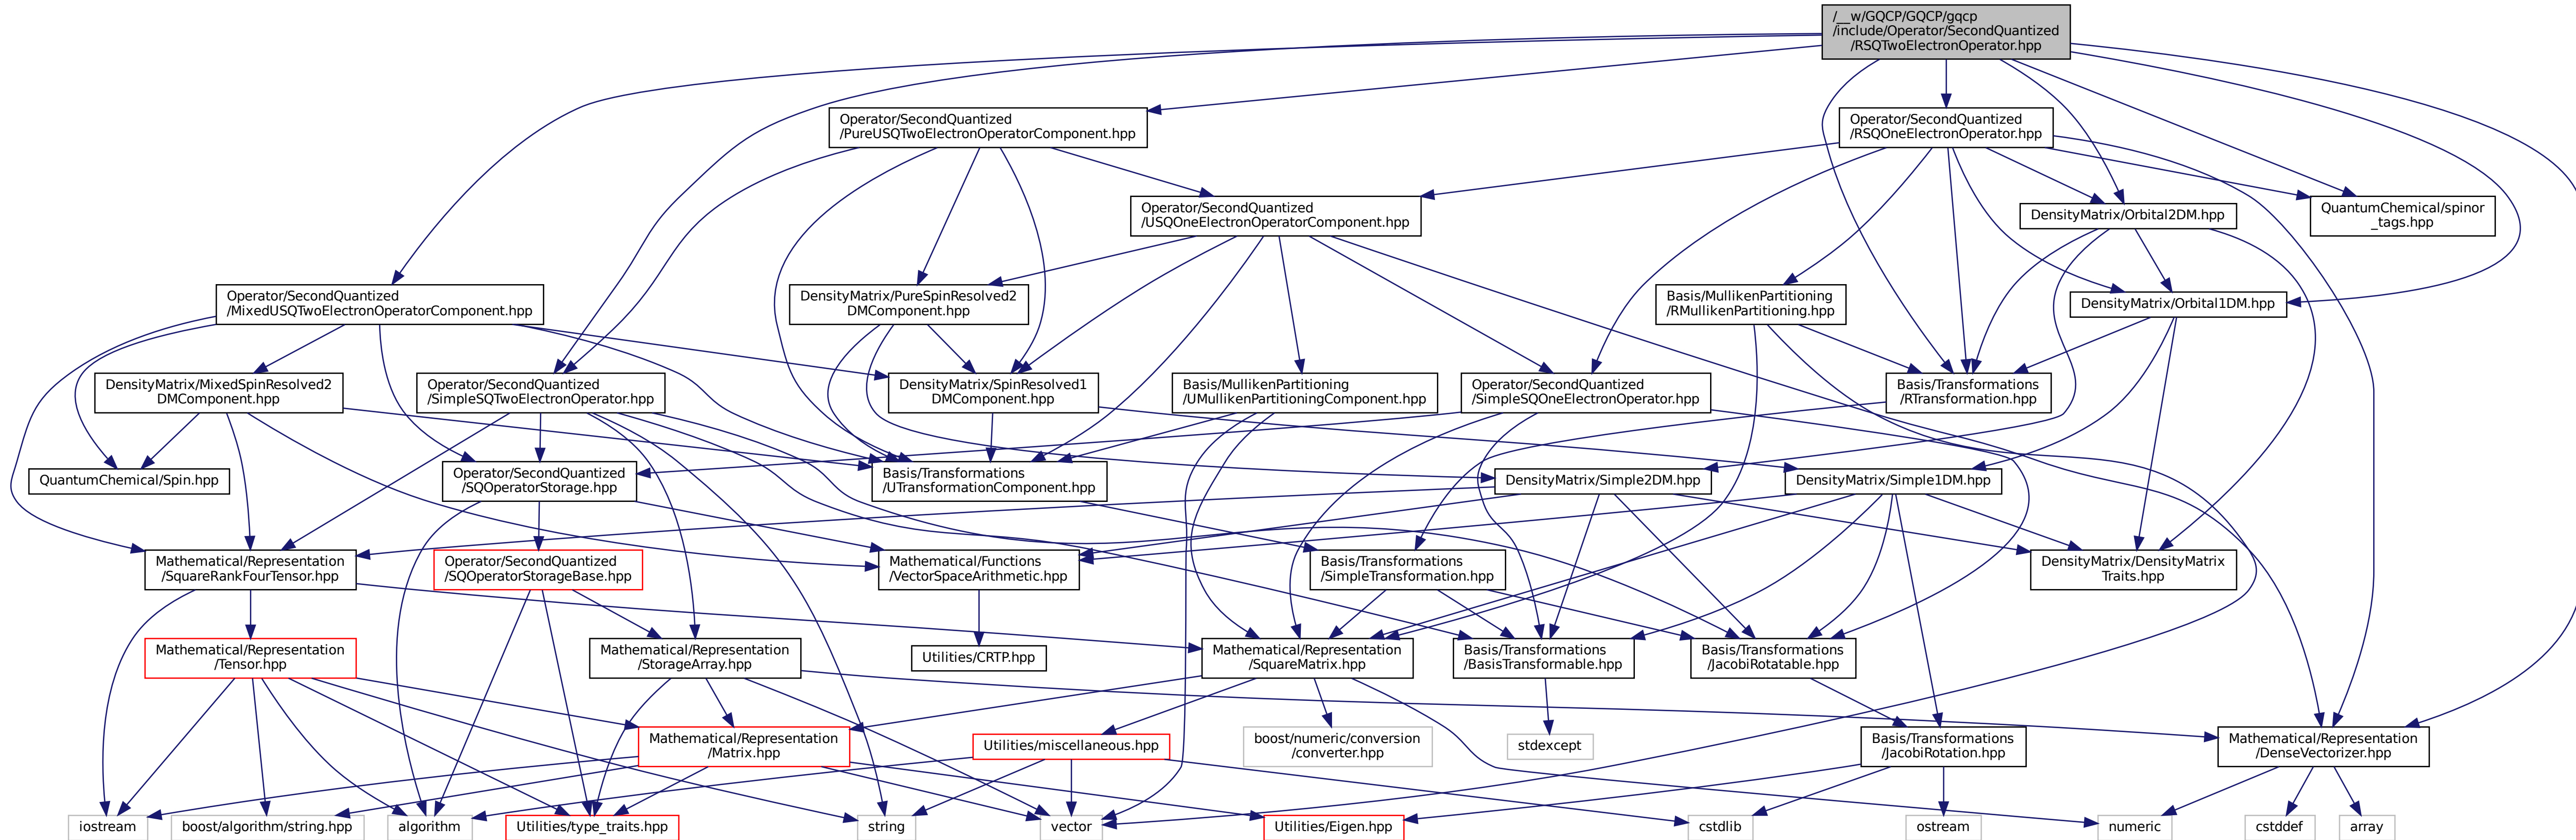 /__w/GQCP/GQCP/gqcp
/include/Operator/SecondQuantized
/RSQTwoElectronOperator.hpp
Operator/SecondQuantized
/PureUSQTwoElectronOperatorComponent.hpp
Operator/SecondQuantized
/RSQOneElectronOperator.hpp
Operator/SecondQuantized
/USQOneElectronOperatorComponent.hpp
DensityMatrix/Orbital2DM.hpp
QuantumChemical/spinor
_tags.hpp
Operator/SecondQuantized
/MixedUSQTwoElectronOperatorComponent.hpp
DensityMatrix/PureSpinResolved2
DMComponent.hpp
Basis/MullikenPartitioning
/RMullikenPartitioning.hpp
DensityMatrix/Orbital1DM.hpp
DensityMatrix/MixedSpinResolved2
DMComponent.hpp
Operator/SecondQuantized
/SimpleSQTwoElectronOperator.hpp
DensityMatrix/SpinResolved1
DMComponent.hpp
Basis/MullikenPartitioning
/UMullikenPartitioningComponent.hpp
Operator/SecondQuantized
/SimpleSQOneElectronOperator.hpp
Basis/Transformations
/RTransformation.hpp
QuantumChemical/Spin.hpp
Operator/SecondQuantized
/SQOperatorStorage.hpp
Basis/Transformations
/UTransformationComponent.hpp
DensityMatrix/Simple2DM.hpp
DensityMatrix/Simple1DM.hpp
Mathematical/Representation
/SquareRankFourTensor.hpp
Operator/SecondQuantized
/SQOperatorStorageBase.hpp
Mathematical/Functions
/VectorSpaceArithmetic.hpp
Basis/Transformations
/SimpleTransformation.hpp
DensityMatrix/DensityMatrix
Traits.hpp
Mathematical/Representation
/Tensor.hpp
Mathematical/Representation
/StorageArray.hpp
Utilities/CRTP.hpp
Mathematical/Representation
/SquareMatrix.hpp
Basis/Transformations
/BasisTransformable.hpp
Basis/Transformations
/JacobiRotatable.hpp
Mathematical/Representation
/Matrix.hpp
Utilities/miscellaneous.hpp
boost/numeric/conversion
/converter.hpp
stdexcept
Basis/Transformations
/JacobiRotation.hpp
Mathematical/Representation
/DenseVectorizer.hpp
iostream
boost/algorithm/string.hpp
algorithm
Utilities/type_traits.hpp
string
vector
Utilities/Eigen.hpp
cstdlib
ostream
numeric
cstddef
array